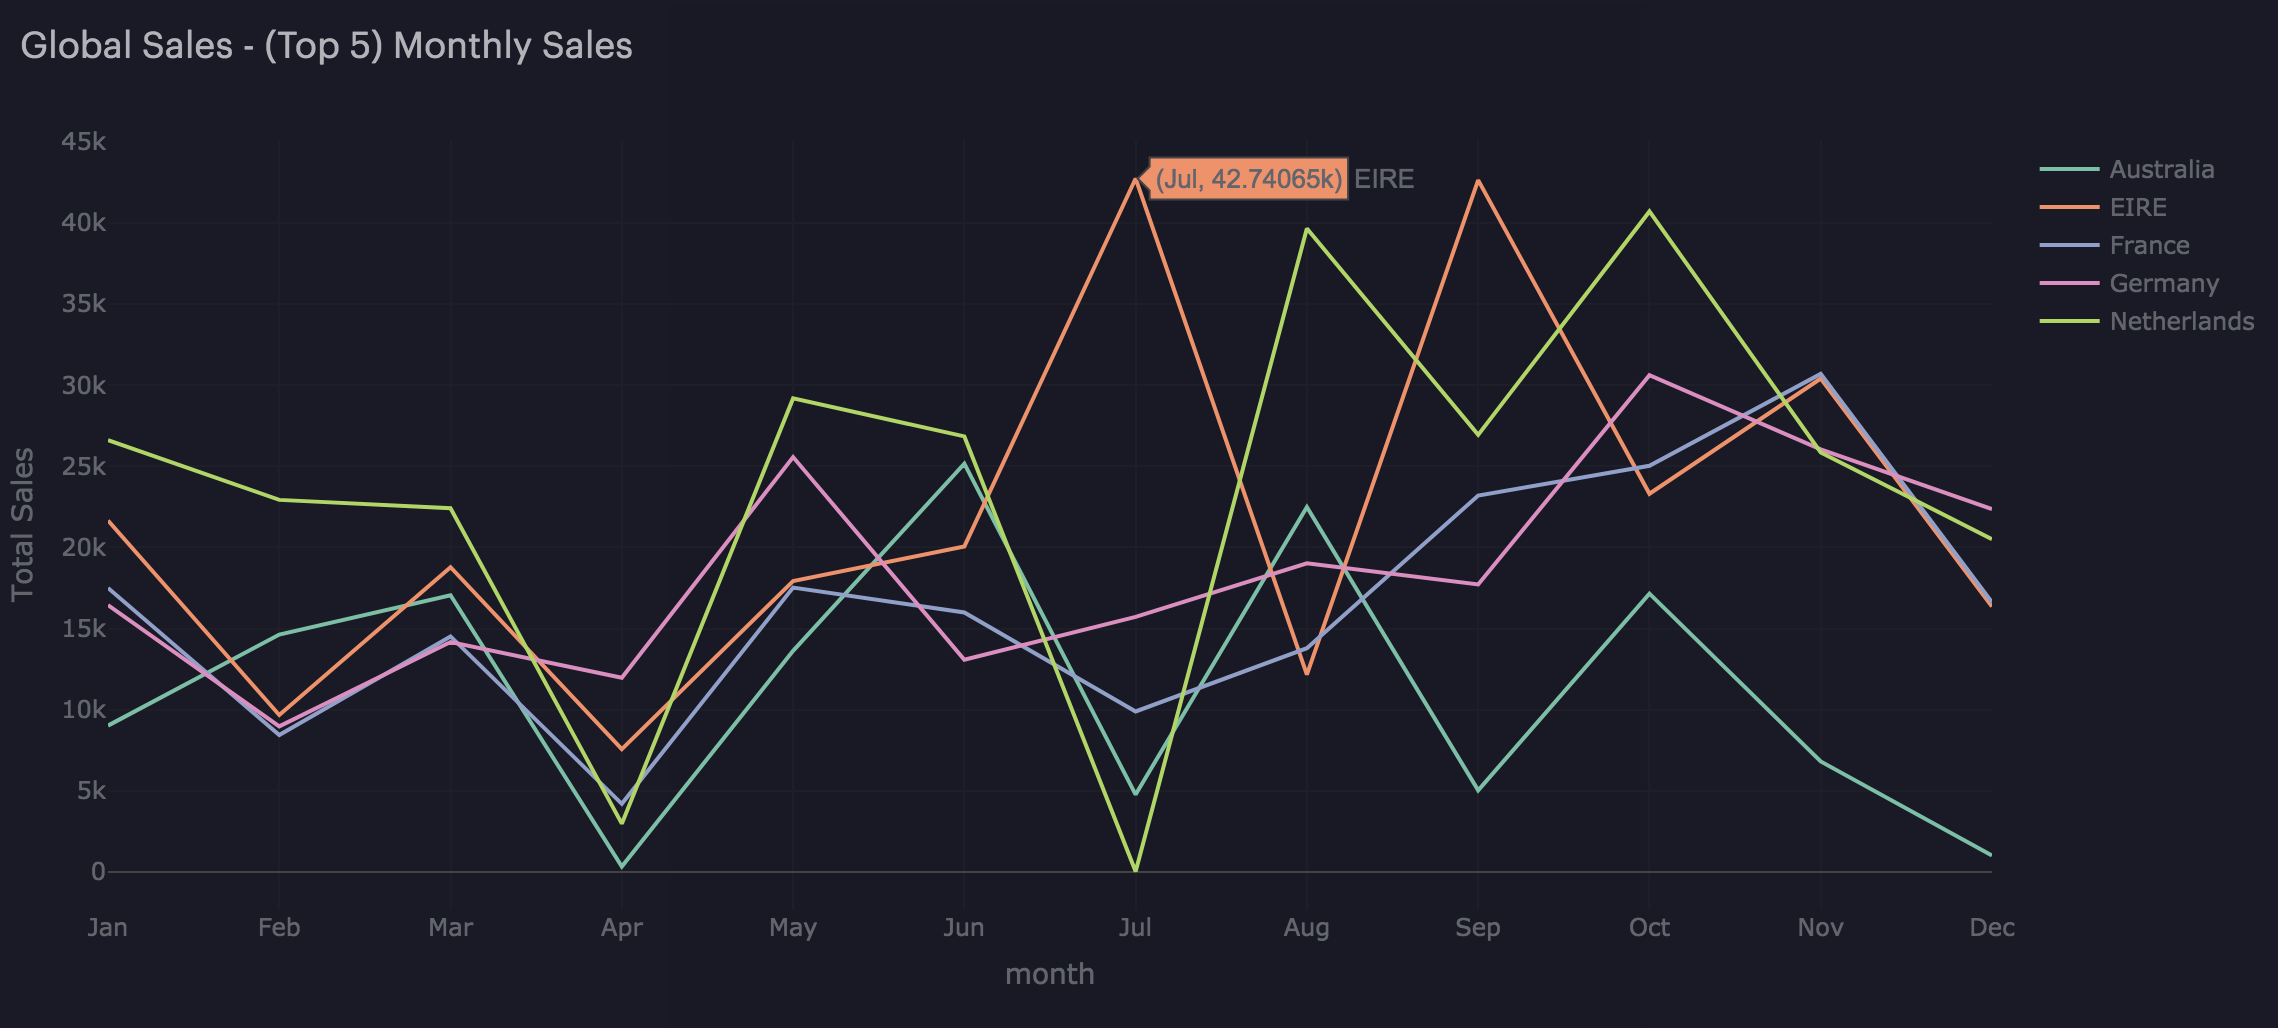 Global Sales - (Top 5) Monthly Sales
45k
40k
35k
30k
25k
20k
15k
10k
5k
0
Total Sales
(Jul, 42.74065k) EIRE
Australia
EIRE
France
Germany
Netherlands
Jan Feb Mar Apr May Jun Jul Aug Sep Oct Nov Dec
month